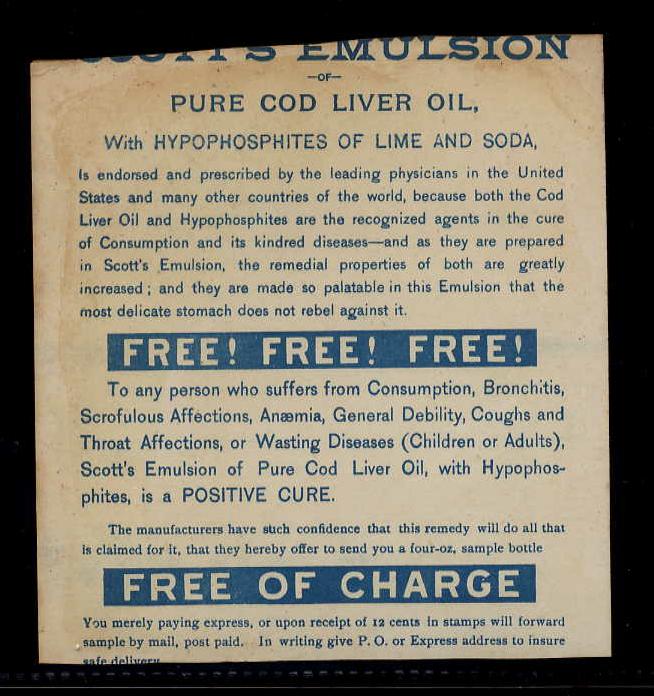 SCOTT'S EMULSION
—OF—
PURE COD LIVER OIL,
With HYPOPHOSPHITES OF LIME AND SODA,
Is endorsed and prescribed by the leading physicians in the United
States and many other countries of the world, because both the Cod
Liver Oil and Hypophosphites are the recognized agents in the cure
of Consumption and its kindred diseases—and as they are prepared
in Scott's Emulsion, the remedial properties of both are greatly
increased; and they are made so palatable in this Emulsion that the
most delicate stomach does not rebel against it.
FREE! FREE! FREE!
To any person who suffers from Consumption, Bronchitis,
Scrofulous Affections, Anæmia, General Debility, Coughs and
Throat Affections, or Wasting Diseases (Children or Adults),
Scott's Emulsion of Pure Cod Liver Oil, with Hypophos-
phites, is a POSITIVE CURE.
The manufacturers have such confidence that this remedy will do all that
is claimed for it, that they hereby offer to send you a four-oz. sample bottle
FREE OF CHARGE
You merely paying express, or upon receipt of 12 cents in stamps will forward
sample by mail, post paid. In writing give P. O. or Express address to insure
safe delivery